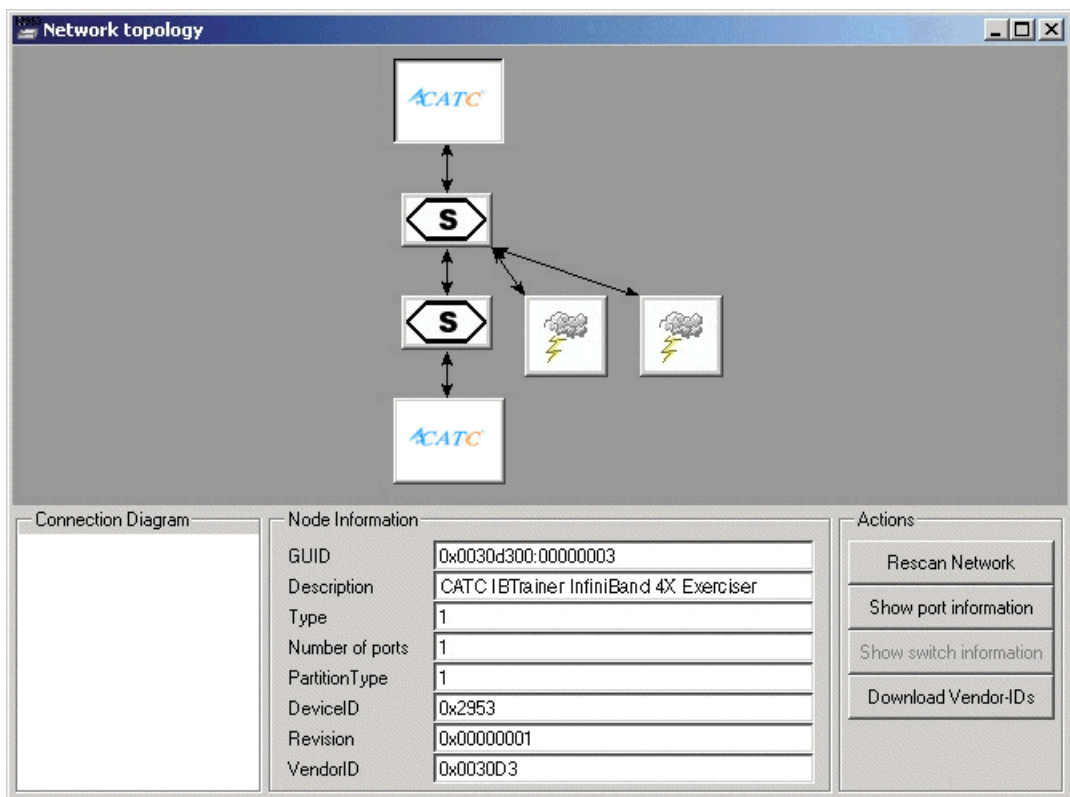 Network topology
CATC
S
S
CATC
Connection Diagram
Node Information
GUID 0x0030d300:00000003
Description CATC IBTrainer InfiniBand 4X Exerciser
Type 1
Number of ports 1
PartitionType 1
DeviceID 0x2953
Revision 0x00000001
VendorID 0x0030D3
Actions
Rescan Network
Show port information
Show switch information
Download Vendor-IDs